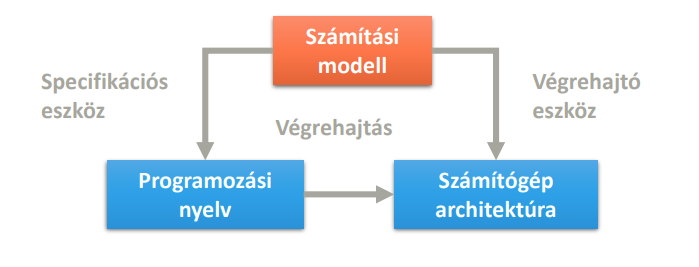 Számítási
modell
Specifikációs
eszköz
Végrehajtó
eszköz
Végrehajtás
Programozási
nyelv
Számítógép
architektúra